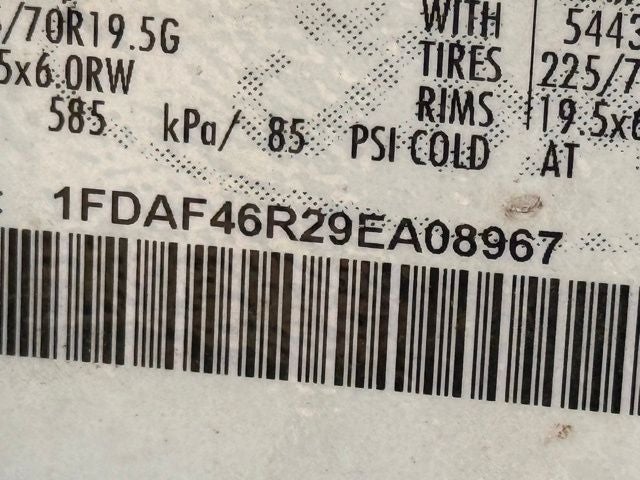 /70R19.5G
5x6.0RW
585 kPa/ 85 PSI COLD
WITH
TIRES
RIMS
5443
225/7
19.5x6
AT
1FDAF46R29EA08967